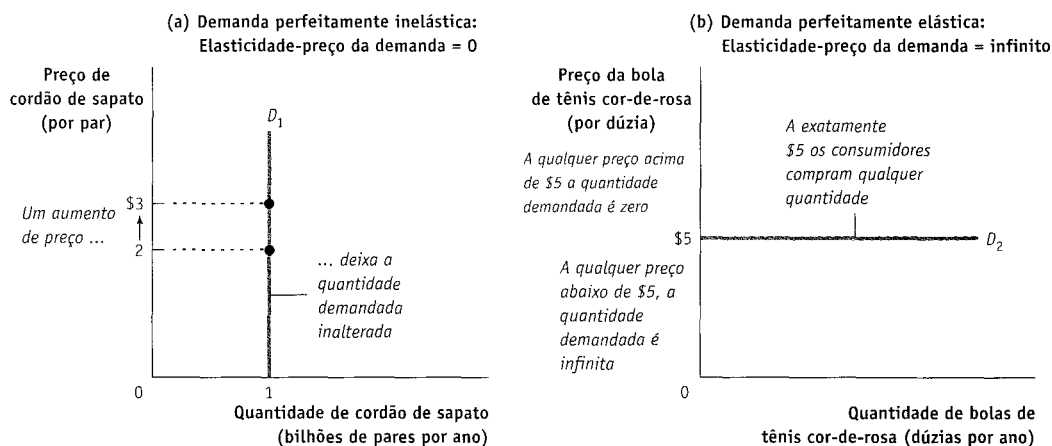 (a) Demanda perfeitamente inelástica:
Elasticidade-preço da demanda = 0
Preço de
cordão de sapato
(por par)
D1
$3
Um aumento
de preço ...
2
... deixa a
quantidade
demandada
inalterada
0
1
Quantidade de cordão de sapato
(bilhões de pares por ano)
(b) Demanda perfeitamente elástica:
Elasticidade-preço da demanda = infinito
Preço da bola
de tênis cor-de-rosa
(por dúzia)
A qualquer preço acima
de $5 a quantidade
demandada é zero
A exatamente
$5 os consumidores
compram qualquer
quantidade
$5
D2
A qualquer preço
abaixo de $5, a
quantidade
demandada é
infinita
0
Quantidade de bolas de
tênis cor-de-rosa (dúzias por ano)